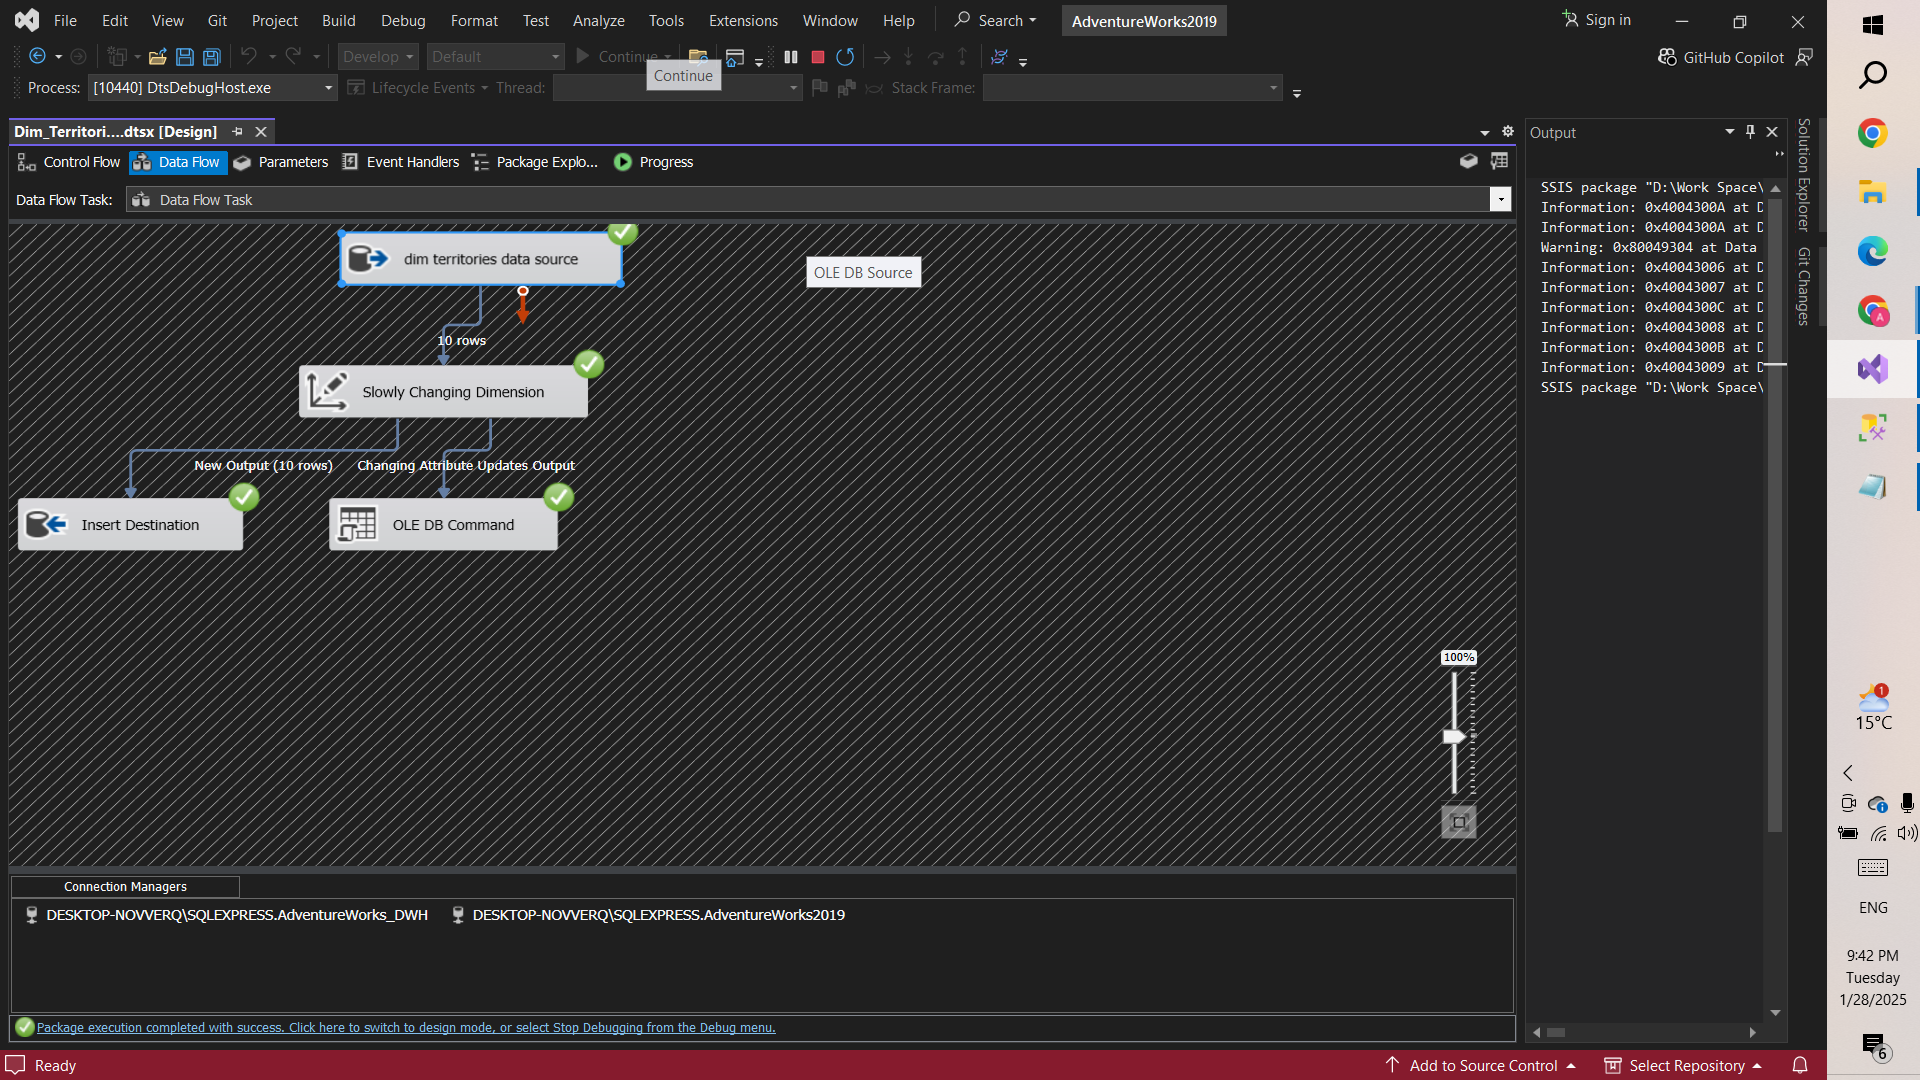 File Edit View Git Project Build Debug Format Test Analyze Tools Extensions Window Help Search AdventureWorks2019 Sign in
Develop Default Continue GitHub Copilot
Continue
Process: [10440] DtsDebugHost.exe Lifecycle Events Thread: Stack Frame:
Dim_Territori....dtsx [Design]
Control Flow Data Flow Parameters Event Handlers Package Explo... Progress
Data Flow Task: Data Flow Task
dim territories data source
OLE DB Source
10 rows
Slowly Changing Dimension
New Output (10 rows) Changing Attribute Updates Output
Insert Destination OLE DB Command
100%
Connection Managers
DESKTOP-NOVVERQ\SQLEXPRESS.AdventureWorks_DWH DESKTOP-NOVVERQ\SQLEXPRESS.AdventureWorks2019
Package execution completed with success. Click here to switch to design mode, or select Stop Debugging from the Debug menu.
Output
SSIS package "D:\Work Space\
Information: 0x4004300A at D
Information: 0x4004300A at D
Warning: 0x80049304 at Data
Information: 0x40043006 at D
Information: 0x40043007 at D
Information: 0x4004300C at D
Information: 0x40043008 at D
Information: 0x4004300B at D
Information: 0x40043009 at D
SSIS package "D:\Work Space\
Solution Explorer
Git Changes
Ready Add to Source Control Select Repository
A
1
15°C
ENG
9:42 PM
Tuesday
1/28/2025
6